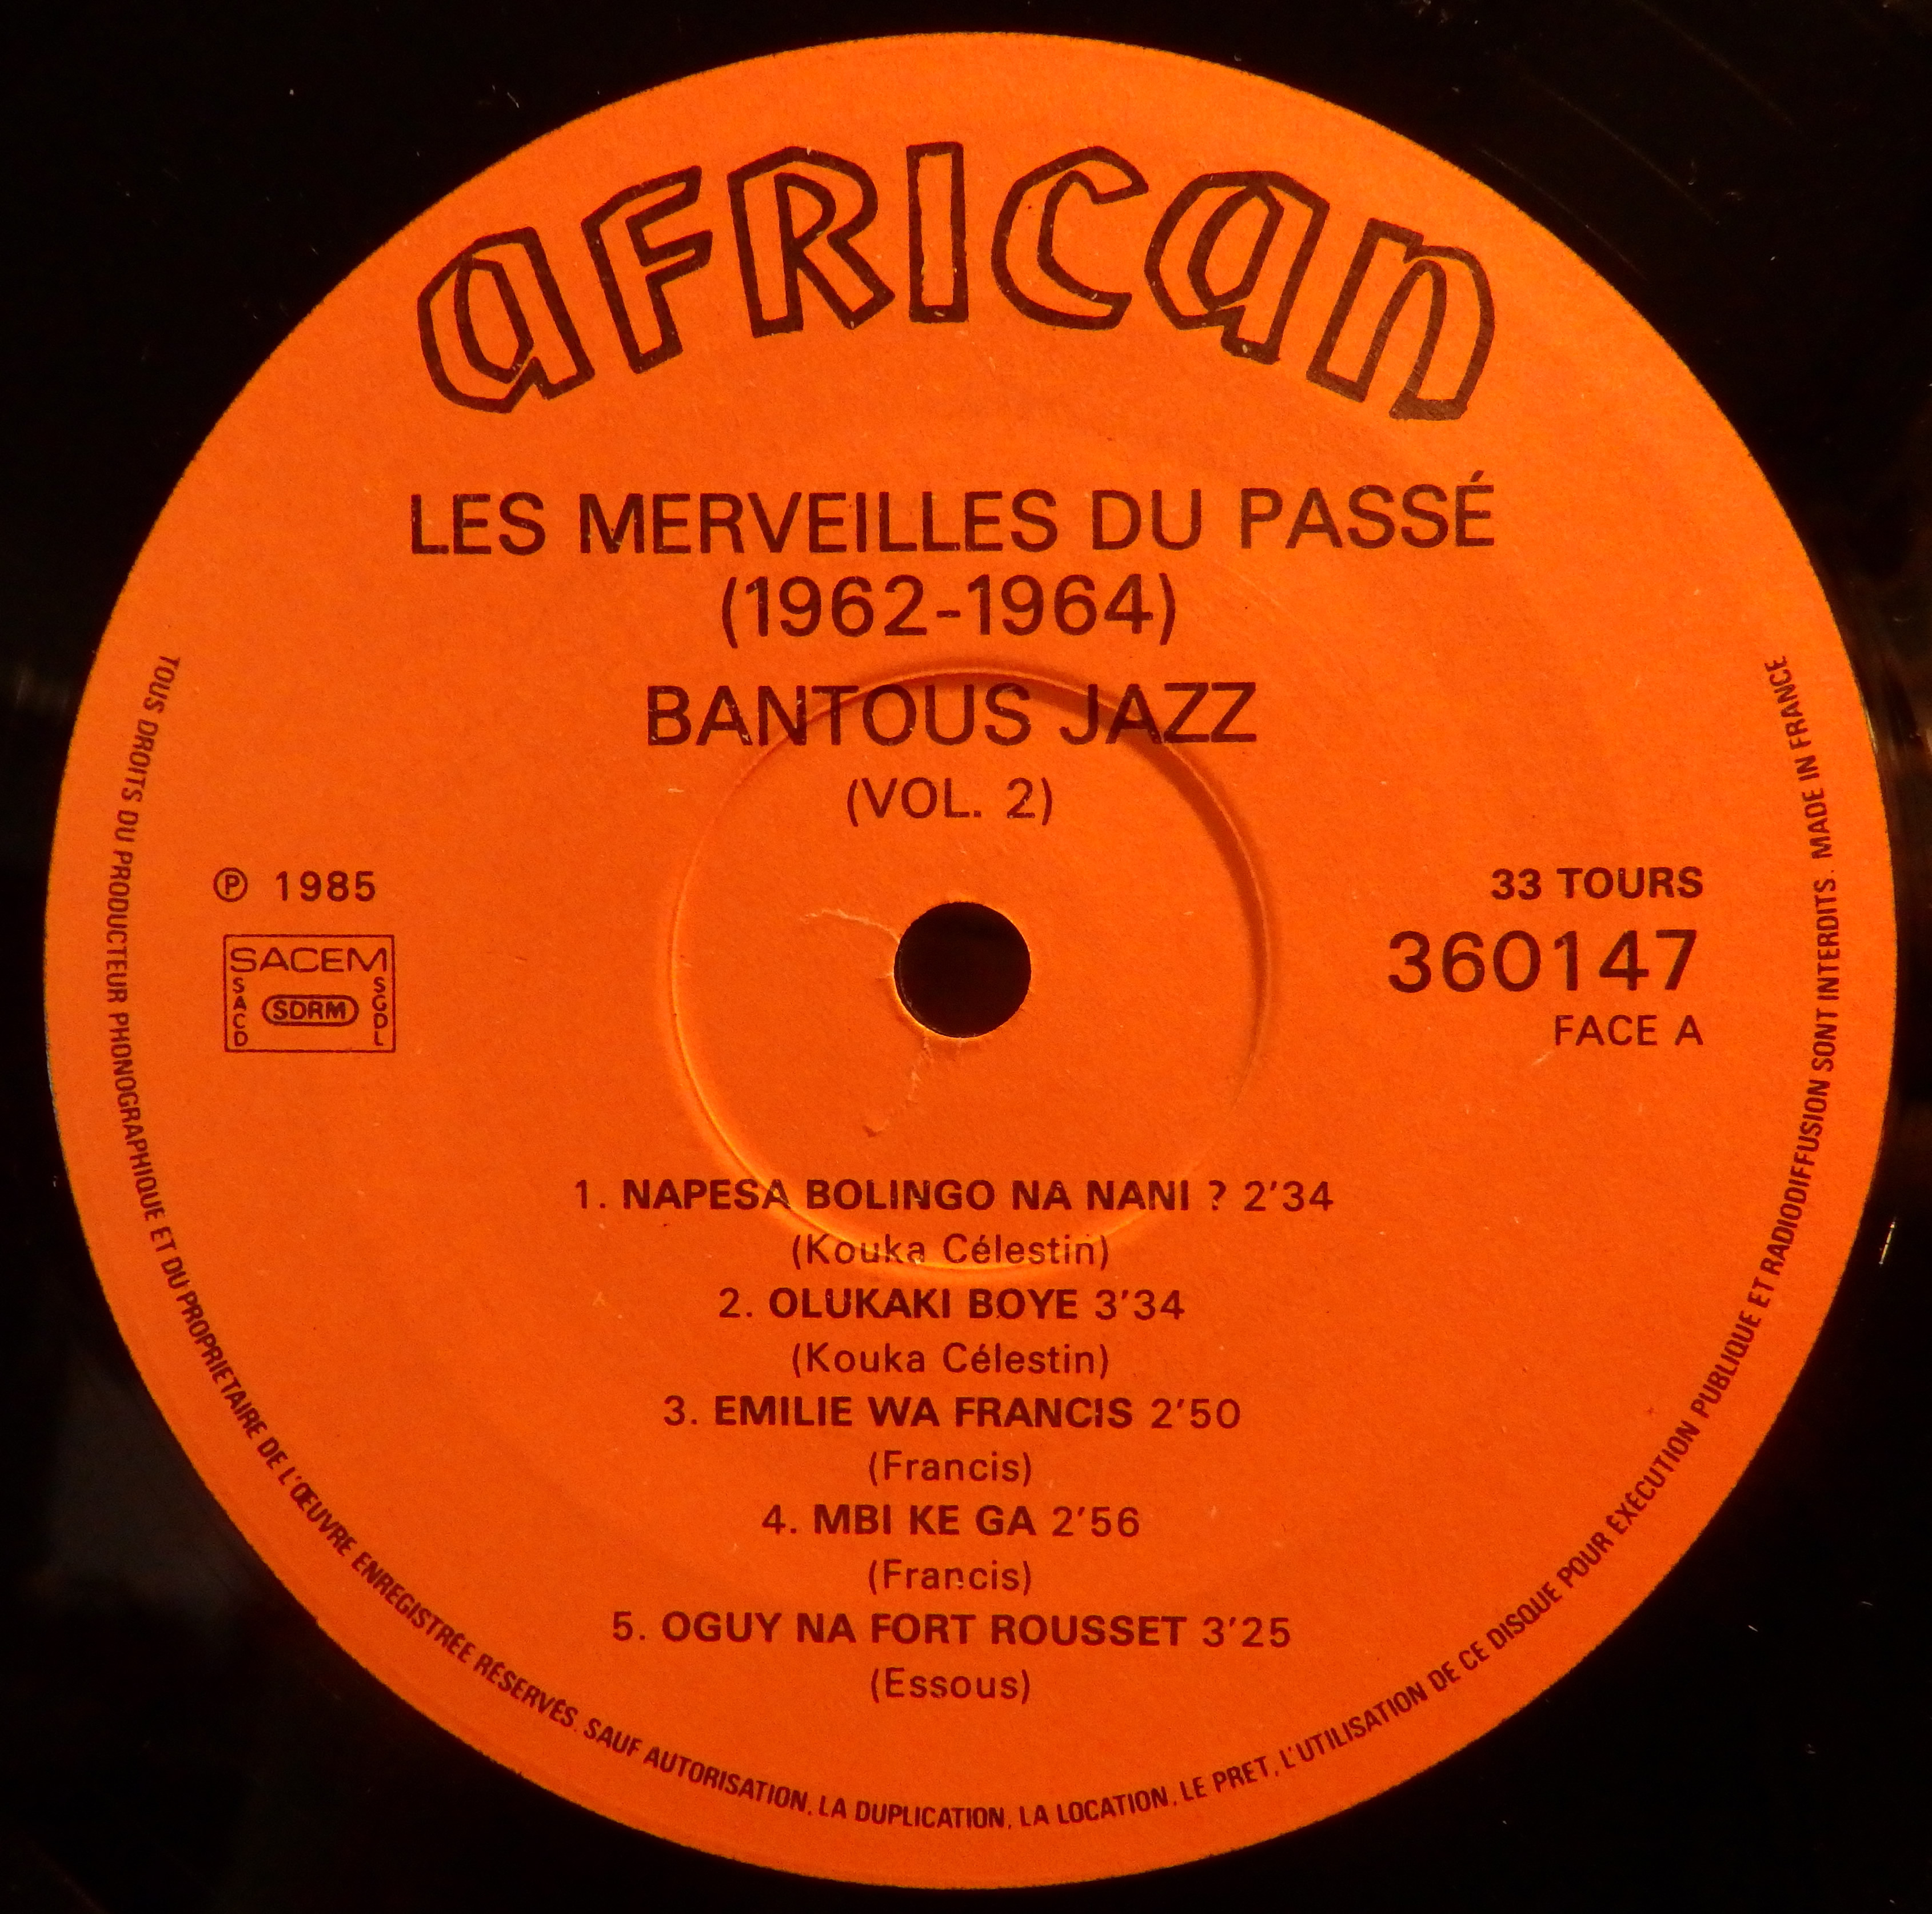 aFRICan
LES MERVEILLES DU PASSÉ
(1962-1964)
BANTOUS JAZZ
(VOL. 2)
℗ 1985
SACEM
SACD
SDRM
SGDL
33 TOURS
360147
FACE A
1. NAPESA BOLINGO NA NANI ? 2'34
(Kouka Célestin)
2. OLUKAKI BOYE 3'34
(Kouka Célestin)
3. EMILIE WA FRANCIS 2'50
(Francis)
4. MBI KE GA 2'56
(Francis)
5. OGUY NA FORT ROUSSET 3'25
(Essous)
TOUS DROITS DU PRODUCTEUR PHONOGRAPHIQUE ET DU PROPRIETAIRE DE L'ŒUVRE ENREGISTRÉE RÉSERVÉS. SAUF AUTORISATION, LA DUPLICATION, LA LOCATION, LE PRET, L'UTILISATION DE CE DISQUE POUR EXÉCUTION PUBLIQUE ET RADIODIFFUSION SONT INTERDITS. MADE IN FRANCE